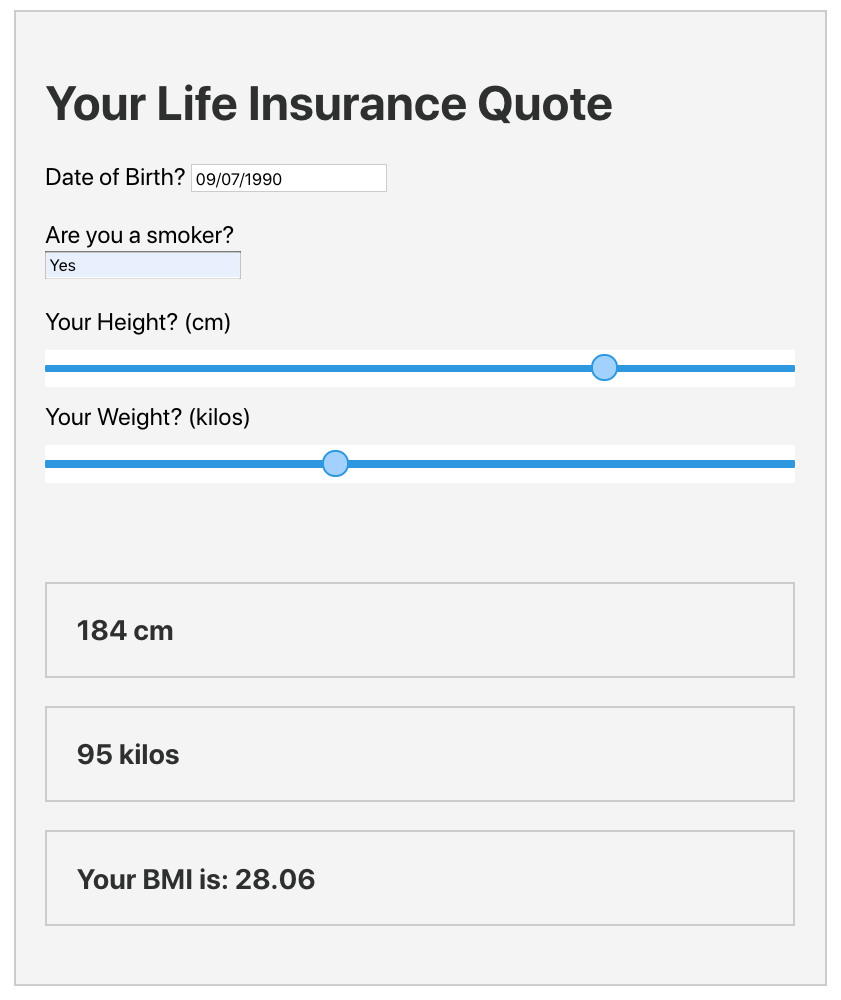 Your Life Insurance Quote
Date of Birth? 09/07/1990
Are you a smoker?
Yes
Your Height? (cm)
Your Weight? (kilos)
184 cm
95 kilos
Your BMI is: 28.06